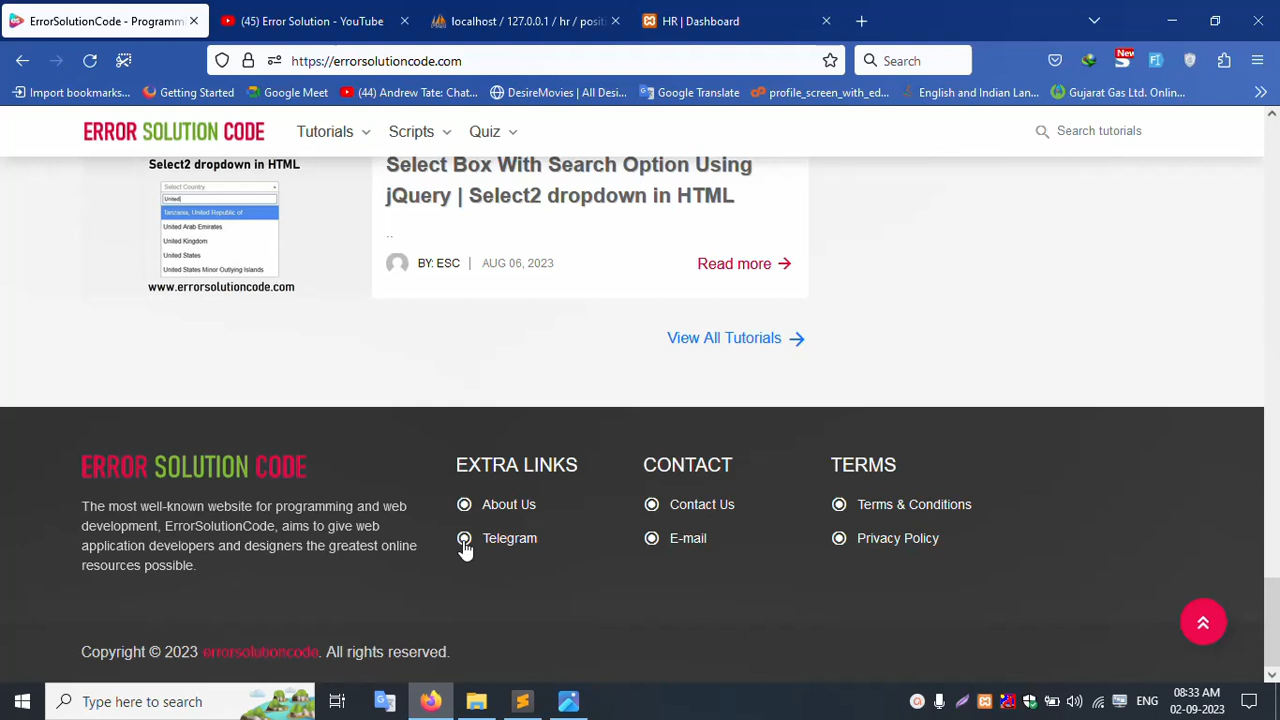 ErrorSolutionCode - Programmi
(45) Error Solution - YouTube
localhost / 127.0.0.1 / hr / posit
HR | Dashboard
https://errorsolutioncode.com
Search
New
Import bookmarks...
Getting Started
Google Meet
(44) Andrew Tate: Chat...
DesireMovies | All Desi...
Google Translate
profile_screen_with_ed...
English and Indian Lan...
Gujarat Gas Ltd. Onlin...
ERROR SOLUTION CODE
Tutorials
Scripts
Quiz
Search tutorials
Select2 dropdown in HTML
Select Country
United
Tanzania, United Republic of
United Arab Emirates
United Kingdom
United States
United States Minor Outlying Islands
www.errorsolutioncode.com
Select Box With Search Option Using
jQuery | Select2 dropdown in HTML
..
BY: ESC | AUG 06, 2023
Read more
View All Tutorials
ERROR SOLUTION CODE
The most well-known website for programming and web
development, ErrorSolutionCode, aims to give web
application developers and designers the greatest online
resources possible.
EXTRA LINKS
About Us
Telegram
CONTACT
Contact Us
E-mail
TERMS
Terms & Conditions
Privacy Policy
Copyright © 2023 errorsolutioncode. All rights reserved.
Type here to search
ENG
08:33 AM
02-09-2023